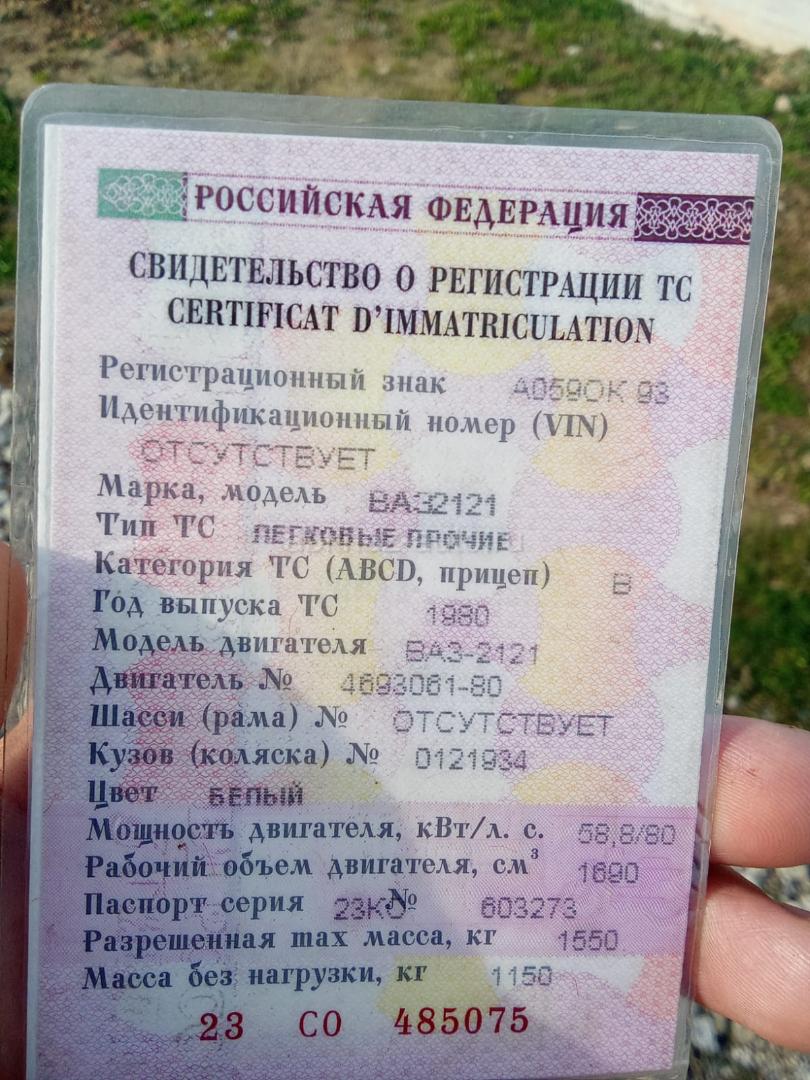 РОССИЙСКАЯ ФЕДЕРАЦИЯ
СВИДЕТЕЛЬСТВО О РЕГИСТРАЦИИ ТС
CERTIFICAT D'IMMATRICULATION
Регистрационный знак А059ОК 93
Идентификационный номер (VIN)
ОТСУТСТВУЕТ
Марка, модель ВАЗ2121
Тип ТС ЛЕГКОВЫЕ ПРОЧИЕ
Категория ТС (ABCD, прицеп) B
Год выпуска ТС 1980
Модель двигателя ВАЗ-2121
Двигатель № 4693061-80
Шасси (рама) № ОТСУТСТВУЕТ
Кузов (коляска) № 0121934
Цвет БЕЛЫЙ
Мощность двигателя, кВт/л. с. 58,8/80
Рабочий объем двигателя, см³ 1690
Паспорт серия 23КО № 603273
Разрешенная max масса, кг 1550
Масса без нагрузки, кг 1150
23 СО 485075